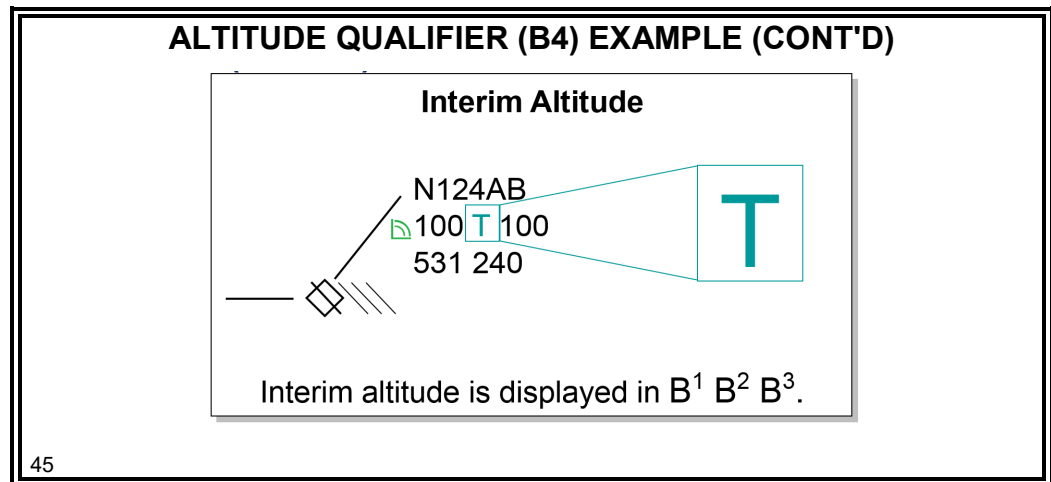 ALTITUDE QUALIFIER (B4) EXAMPLE (CONT'D)
Interim Altitude
N124AB
100 T 100
531 240
T
Interim altitude is displayed in B¹ B² B³.
45